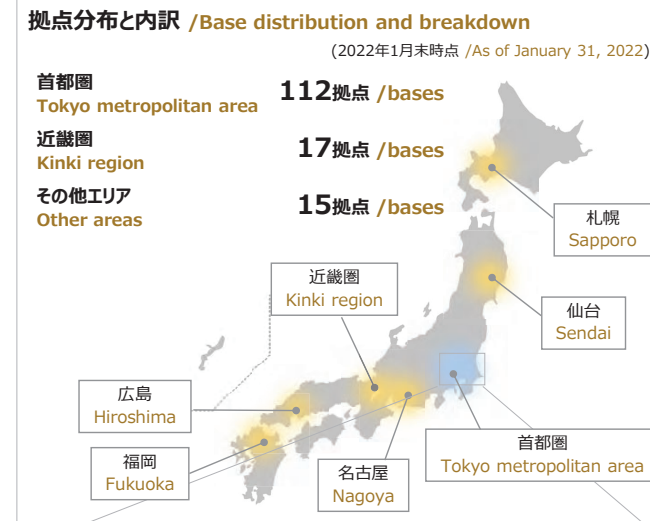 拠点分布と内訳 /Base distribution and breakdown
(2022年1月末時点 /As of January 31, 2022)
首都圏
Tokyo metropolitan area
112拠点 /bases
近畿圏
Kinki region
17拠点 /bases
その他エリア
Other areas
15拠点 /bases
札幌
Sapporo
近畿圏
Kinki region
仙台
Sendai
広島
Hiroshima
首都圏
Tokyo metropolitan area
福岡
Fukuoka
名古屋
Nagoya